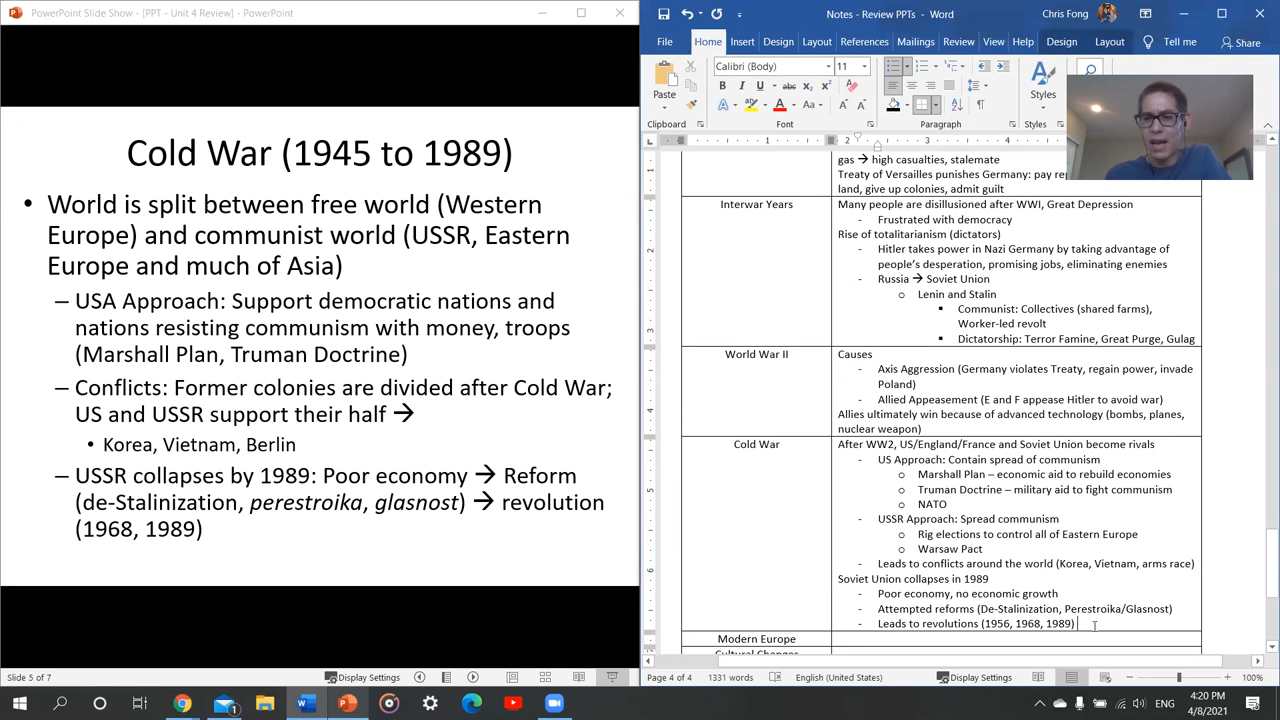 PowerPoint Slide Show - [PPT - Unit 4 Review] - PowerPoint
Cold War (1945 to 1989)
• World is split between free world (Western
Europe) and communist world (USSR, Eastern
Europe and much of Asia)
– USA Approach: Support democratic nations and
nations resisting communism with money, troops
(Marshall Plan, Truman Doctrine)
– Conflicts: Former colonies are divided after Cold War;
US and USSR support their half →
• Korea, Vietnam, Berlin
– USSR collapses by 1989: Poor economy → Reform
(de-Stalinization, perestroika, glasnost) → revolution
(1968, 1989)
Slide 5 of 7
Display Settings
Notes - Review PPTs - Word
Chris Fong
File Home Insert Design Layout References Mailings Review View Help Design Layout Tell me Share
Paste
Calibri (Body) 11
B I U abc x₂ x²
Styles
Clipboard Font Paragraph Styles
gas → high casualties, stalemate
Treaty of Versailles punishes Germany: pay
land, give up colonies, admit guilt
Interwar Years
Many people are disillusioned after WWI, Great Depression
- Frustrated with democracy
Rise of totalitarianism (dictators)
- Hitler takes power in Nazi Germany by taking advantage of
people's desperation, promising jobs, eliminating enemies
- Russia → Soviet Union
o Lenin and Stalin
▪ Communist: Collectives (shared farms),
Worker-led revolt
▪ Dictatorship: Terror Famine, Great Purge, Gulag
World War II
Causes
- Axis Aggression (Germany violates Treaty, regain power, invade
Poland)
- Allied Appeasement (E and F appease Hitler to avoid war)
Allies ultimately win because of advanced technology (bombs, planes,
nuclear weapon)
Cold War
After WW2, US/England/France and Soviet Union become rivals
- US Approach: Contain spread of communism
o Marshall Plan – economic aid to rebuild economies
o Truman Doctrine – military aid to fight communism
o NATO
- USSR Approach: Spread communism
o Rig elections to control all of Eastern Europe
o Warsaw Pact
- Leads to conflicts around the world (Korea, Vietnam, arms race)
Soviet Union collapses in 1989
- Poor economy, no economic growth
- Attempted reforms (De-Stalinization, Perestroika/Glasnost)
- Leads to revolutions (1956, 1968, 1989)
Modern Europe
Cultural Changes
Page 4 of 4 1331 words English (United States) Display Settings 100%
ENG
4:20 PM
4/8/2021